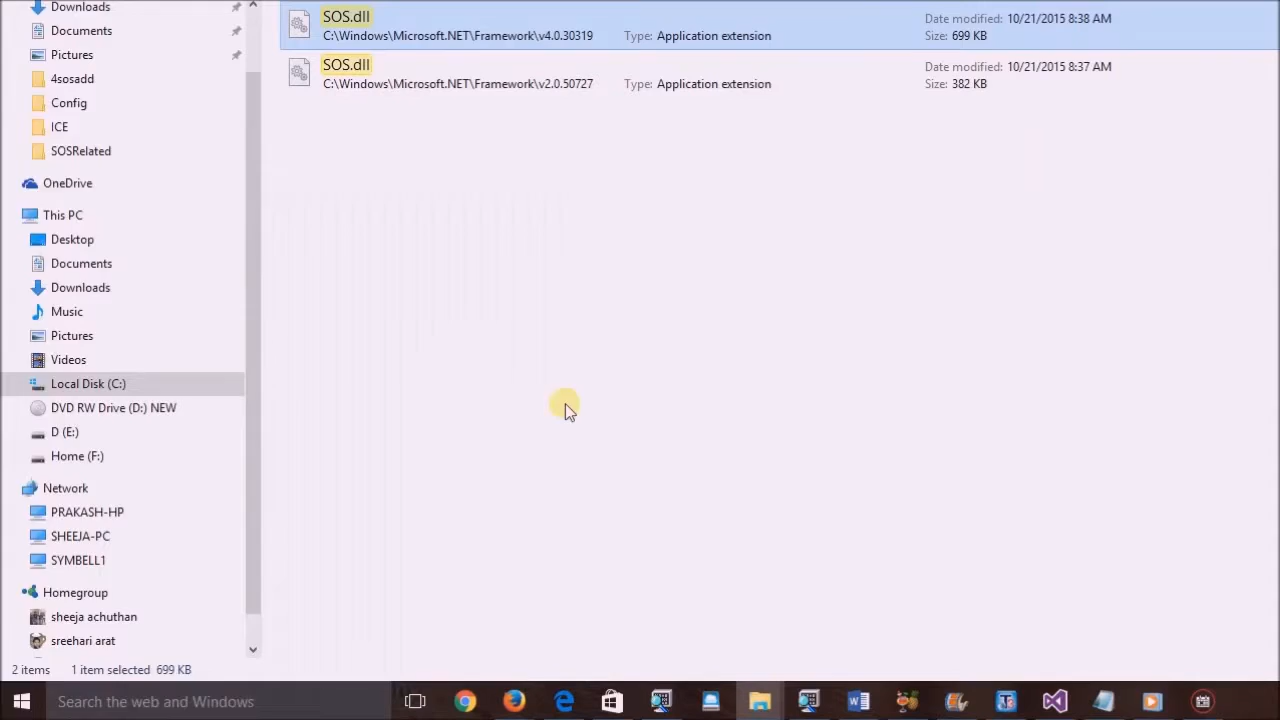 Downloads
Documents
Pictures
4sosadd
Config
ICE
SOSRelated
OneDrive
This PC
Desktop
Documents
Downloads
Music
Pictures
Videos
Local Disk (C:)
DVD RW Drive (D:) NEW
D (E:)
Home (F:)
Network
PRAKASH-HP
SHEEJA-PC
SYMBELL1
Homegroup
sheeja achuthan
sreehari arat
SOS.dll Date modified: 10/21/2015 8:38 AM
C:\Windows\Microsoft.NET\Framework\v4.0.30319 Type: Application extension Size: 699 KB
SOS.dll Date modified: 10/21/2015 8:37 AM
C:\Windows\Microsoft.NET\Framework\v2.0.50727 Type: Application extension Size: 382 KB
2 items 1 item selected 699 KB
Search the web and Windows